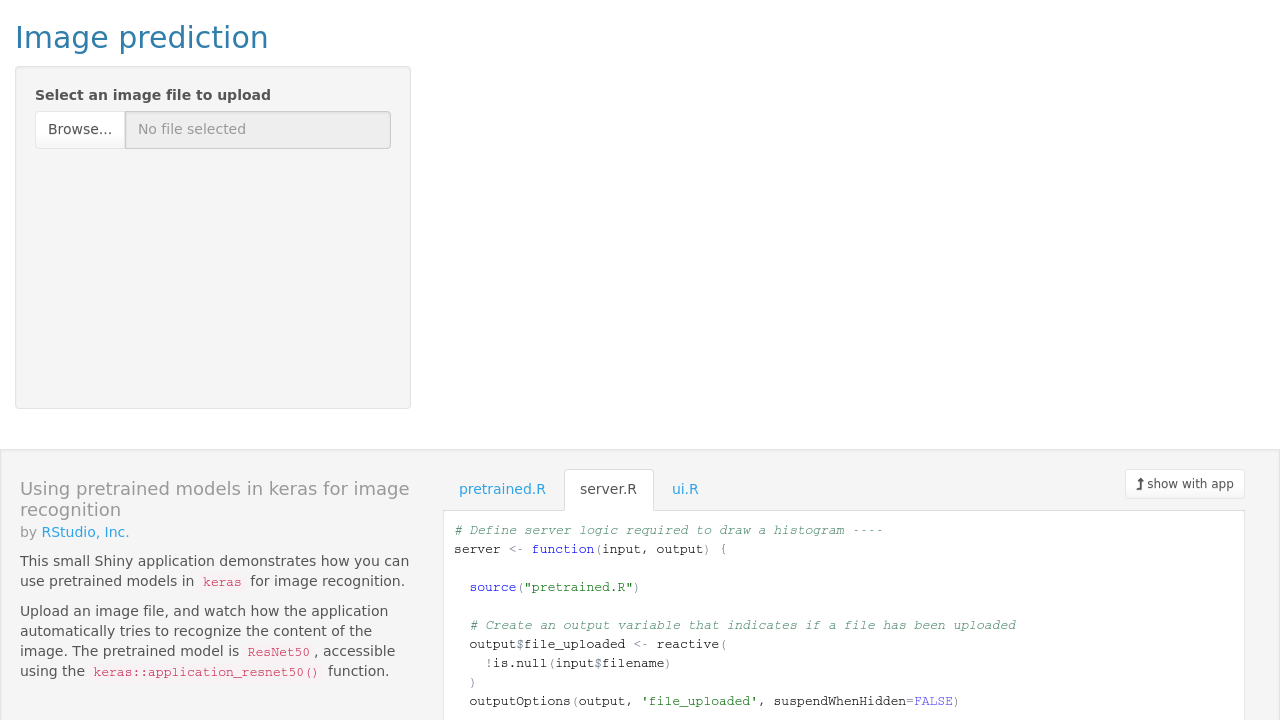 Image prediction
Select an image file to upload
Browse... No file selected
Using pretrained models in keras for image
recognition
by RStudio, Inc.
This small Shiny application demonstrates how you can
use pretrained models in keras for image recognition.
Upload an image file, and watch how the application
automatically tries to recognize the content of the
image. The pretrained model is ResNet50, accessible
using the keras::application_resnet50() function.
pretrained.R server.R ui.R
show with app
# Define server logic required to draw a histogram ----
server <- function(input, output) {
source("pretrained.R")
# Create an output variable that indicates if a file has been uploaded
output$file_uploaded <- reactive(
!is.null(input$filename)
)
outputOptions(output, 'file_uploaded', suspendWhenHidden=FALSE)